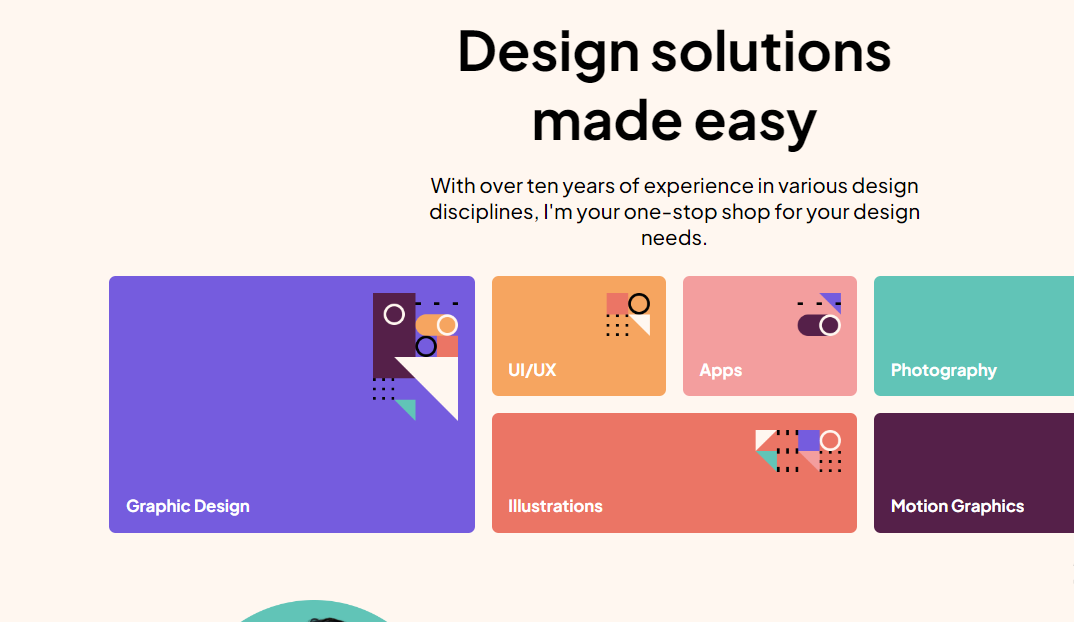 Design solutions
made easy
With over ten years of experience in various design
disciplines, I'm your one-stop shop for your design
needs.
UI/UX
Apps
Photography
Graphic Design
Illustrations
Motion Graphics